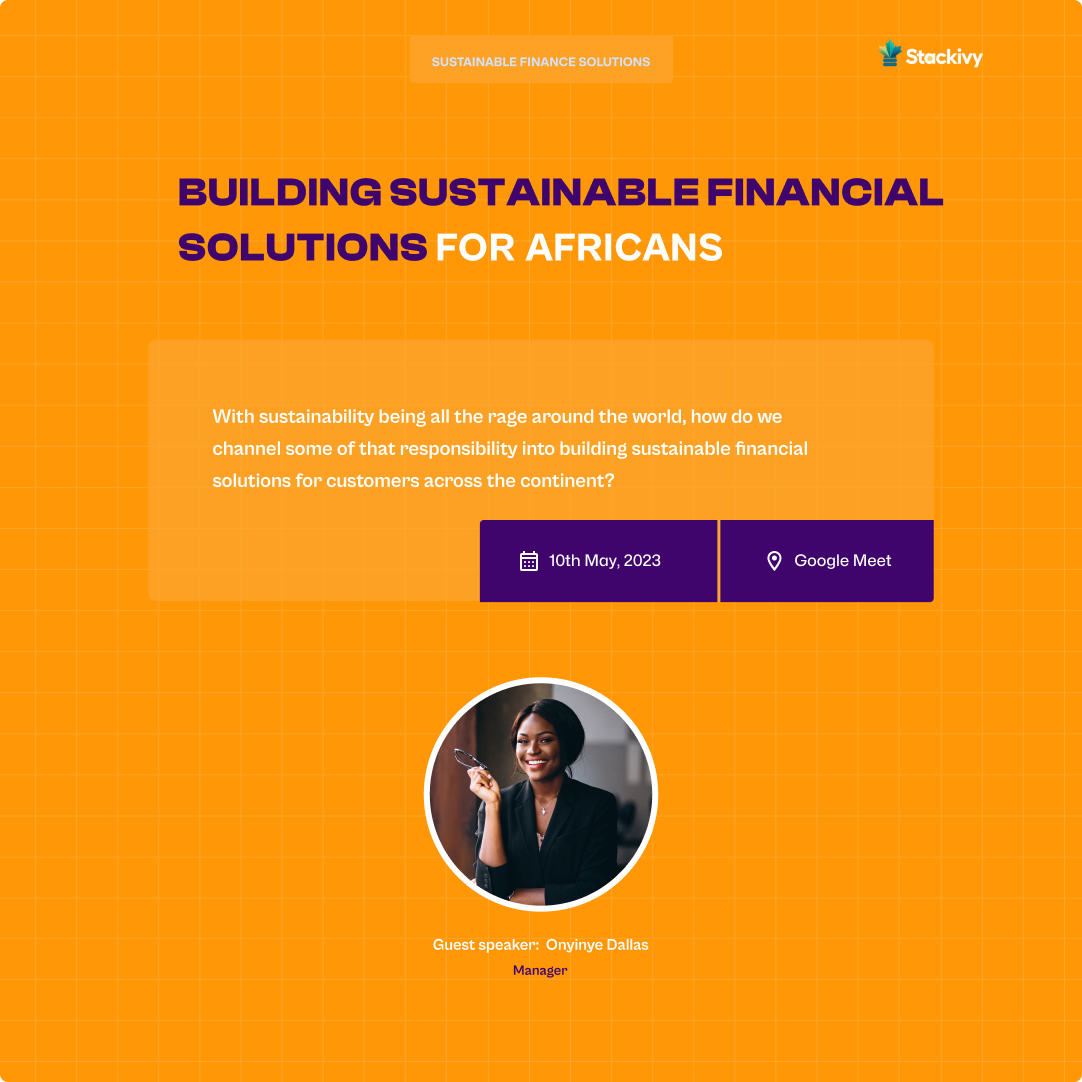 SUSTAINABLE FINANCE SOLUTIONS
Stackivy
BUILDING SUSTAINABLE FINANCIAL
SOLUTIONS FOR AFRICANS
With sustainability being all the rage around the world, how do we
channel some of that responsibility into building sustainable financial
solutions for customers across the continent?
10th May, 2023
Google Meet
Guest speaker: Onyinye Dallas
Manager